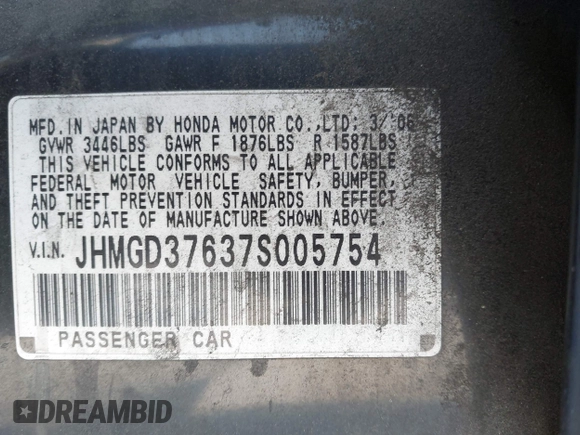 MFD.IN JAPAN BY HONDA MOTOR CO.,LTD; 3/'06
GVWR 3446LBS GAWR F 1876LBS R 1587LBS
THIS VEHICLE CONFORMS TO ALL APPLICABLE
FEDERAL MOTOR VEHICLE SAFETY, BUMPER,
AND THEFT PREVENTION STANDARDS IN EFFECT
ON THE DATE OF MANUFACTURE SHOWN ABOVE.
V.I.N. JHMGD37637S005754
PASSENGER CAR
DREAMBID